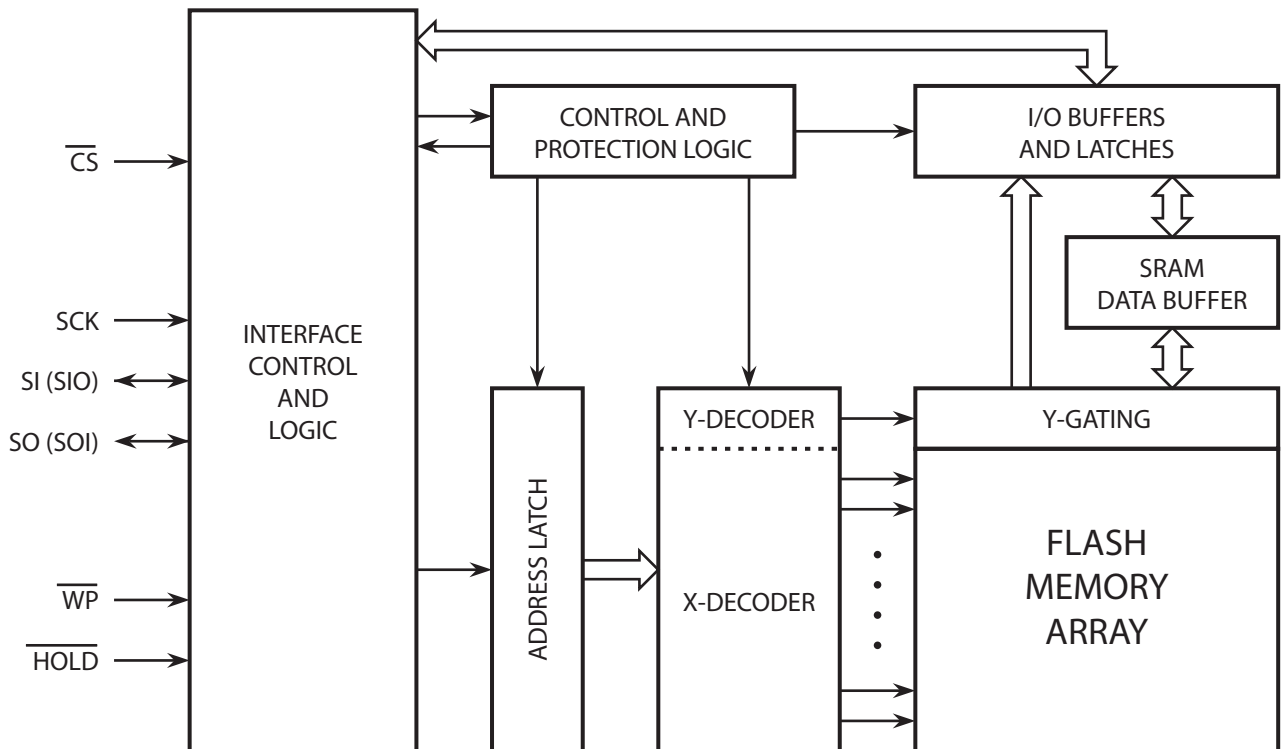 CS
SCK
SI (SIO)
SO (SOI)
WP
HOLD
INTERFACE
CONTROL
AND
LOGIC
CONTROL AND
PROTECTION LOGIC
I/O BUFFERS
AND LATCHES
SRAM
DATA BUFFER
ADDRESS LATCH
Y-DECODER
X-DECODER
Y-GATING
FLASH
MEMORY
ARRAY